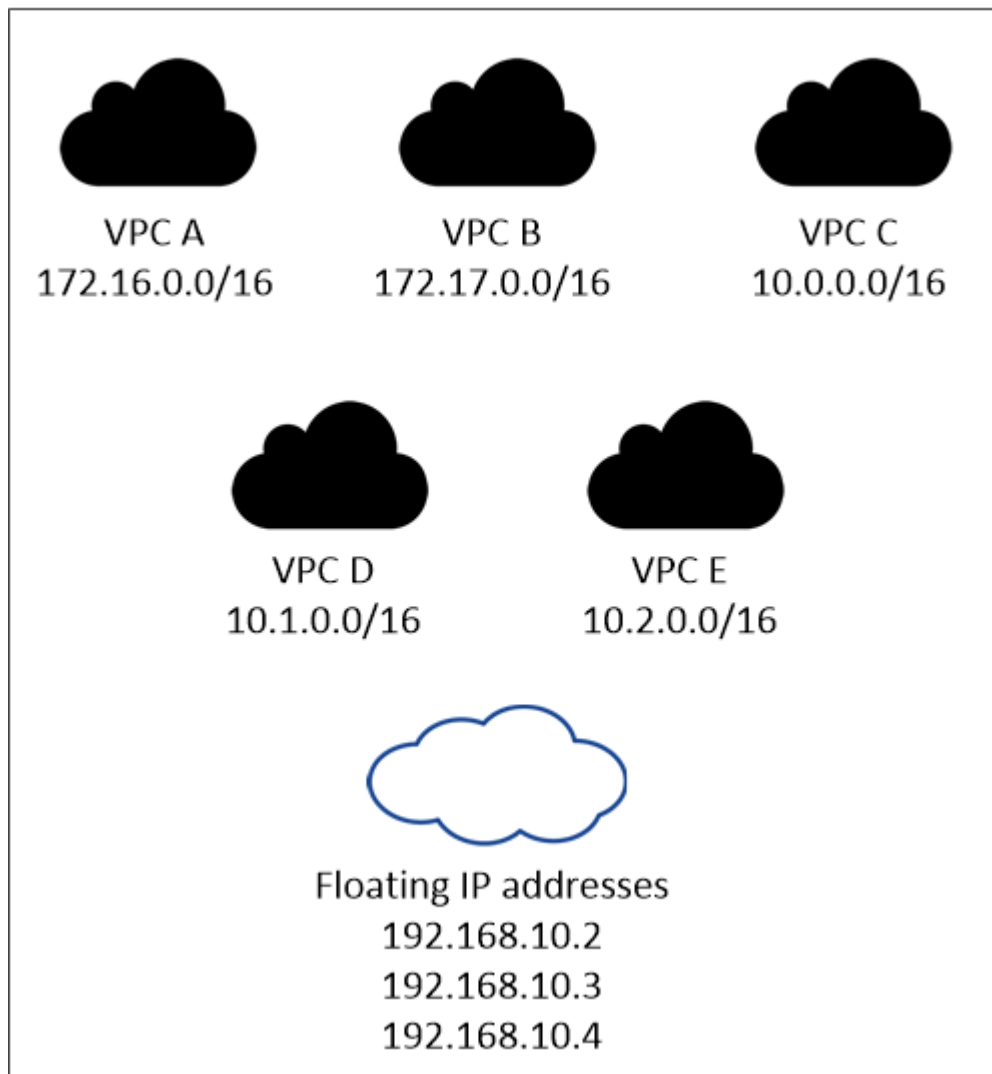 VPC A
172.16.0.0/16
VPC B
172.17.0.0/16
VPC C
10.0.0.0/16
VPC D
10.1.0.0/16
VPC E
10.2.0.0/16
Floating IP addresses
192.168.10.2
192.168.10.3
192.168.10.4